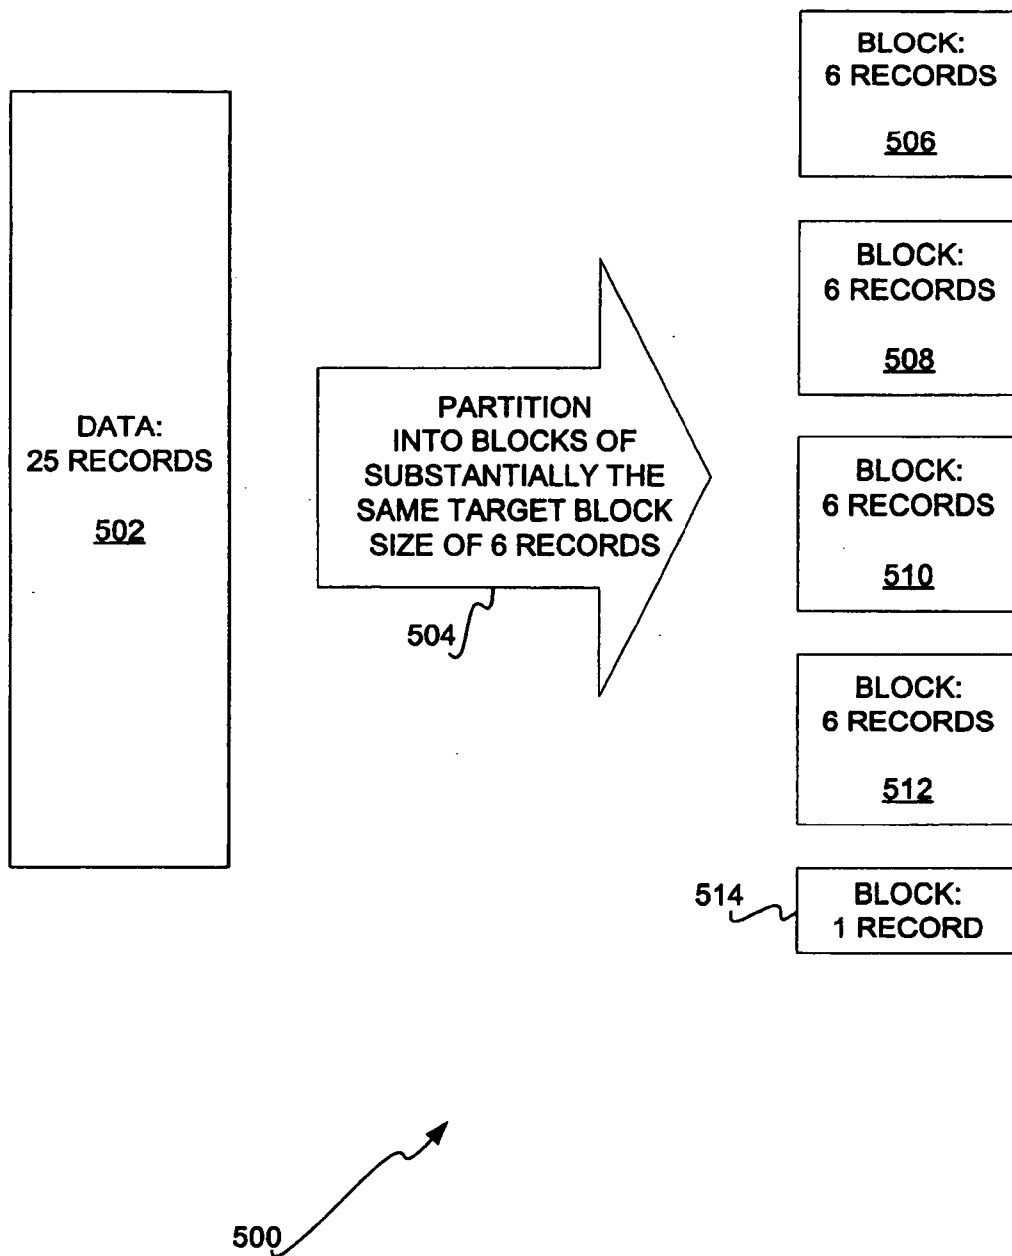 DATA:
25 RECORDS
502
PARTITION
INTO BLOCKS OF
SUBSTANTIALLY THE
SAME TARGET BLOCK
SIZE OF 6 RECORDS
504
BLOCK:
6 RECORDS
506
BLOCK:
6 RECORDS
508
BLOCK:
6 RECORDS
510
BLOCK:
6 RECORDS
512
514
BLOCK:
1 RECORD
500